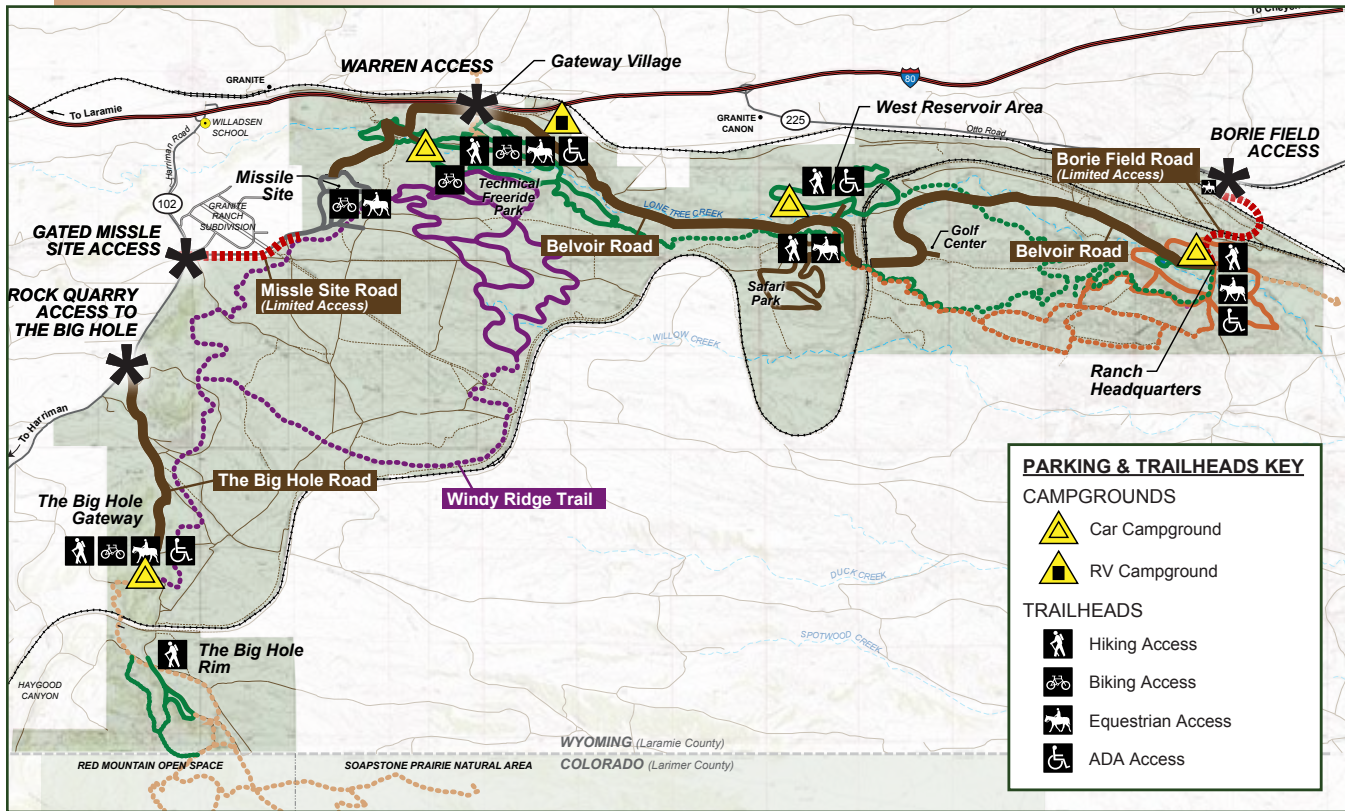 To Cheyen
WARREN ACCESS
Gateway Village
GRANITE
To Laramie
80
WILLADSEN
SCHOOL
Harriman Road
West Reservoir Area
GRANITE
CANON
225
Otto Road
BORIE FIELD
ACCESS
Borie Field Road
(Limited Access)
Missile
Site
Technical
Freeride
Park
102
GRANITE
RANCH
SUBDIVISION
LONE TREE CREEK
GATED MISSLE
SITE ACCESS
Belvoir Road
Golf
Center
Belvoir Road
Missle Site Road
(Limited Access)
Safari
Park
ROCK QUARRY
ACCESS TO
THE BIG HOLE
WILLOW CREEK
Ranch
Headquarters
To Harriman
The Big Hole Road
Windy Ridge Trail
The Big Hole
Gateway
DUCK CREEK
SPOTWOOD CREEK
The Big Hole
Rim
HAYGOOD
CANYON
WYOMING (Laramie County)
COLORADO (Larimer County)
RED MOUNTAIN OPEN SPACE
SOAPSTONE PRAIRIE NATURAL AREA
PARKING & TRAILHEADS KEY
CAMPGROUNDS
Car Campground
RV Campground
TRAILHEADS
Hiking Access
Biking Access
Equestrian Access
ADA Access